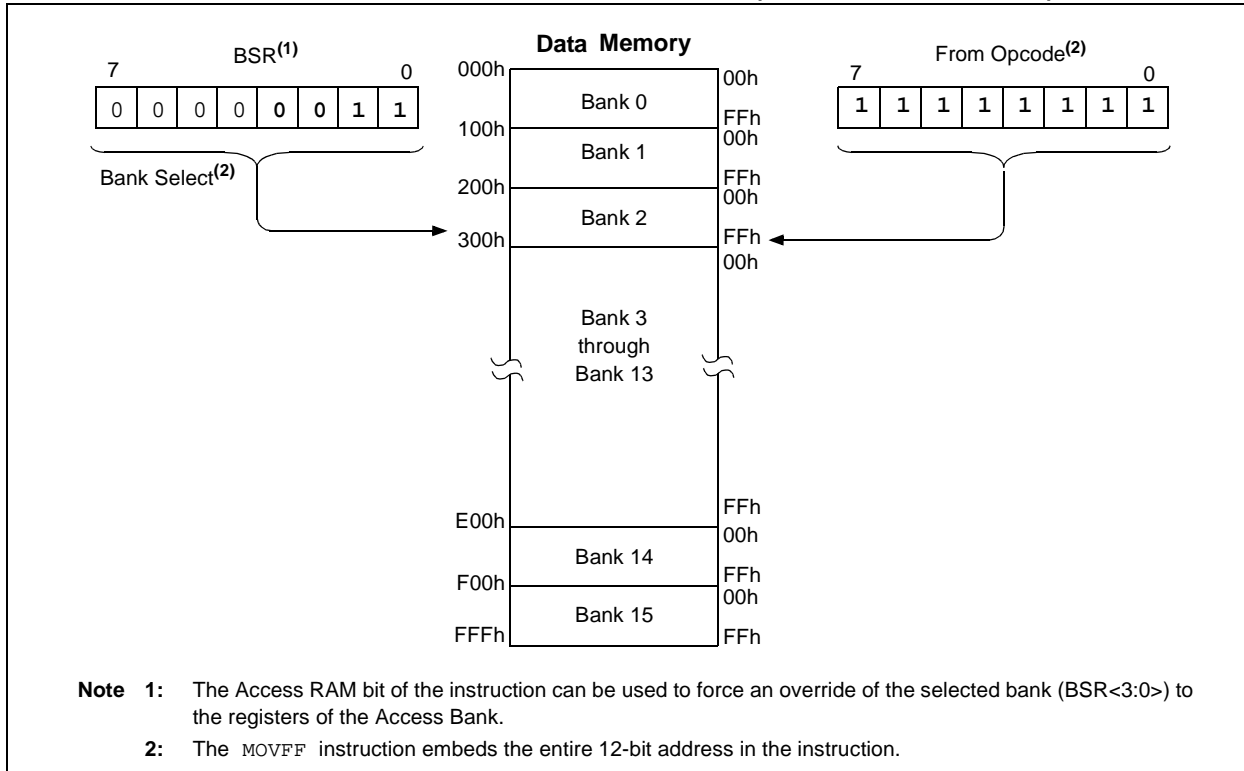 BSR(1)
7 0
0 0 0 0 0 0 1 1
Bank Select(2)
Data Memory
000h
100h
200h
300h
E00h
F00h
FFFh
Bank 0
Bank 1
Bank 2
Bank 3
through
Bank 13
Bank 14
Bank 15
00h
FFh
00h
FFh
00h
FFh
00h
FFh
00h
FFh
00h
FFh
From Opcode(2)
7 0
1 1 1 1 1 1 1 1
Note 1: The Access RAM bit of the instruction can be used to force an override of the selected bank (BSR<3:0>) to
the registers of the Access Bank.
2: The MOVFF instruction embeds the entire 12-bit address in the instruction.